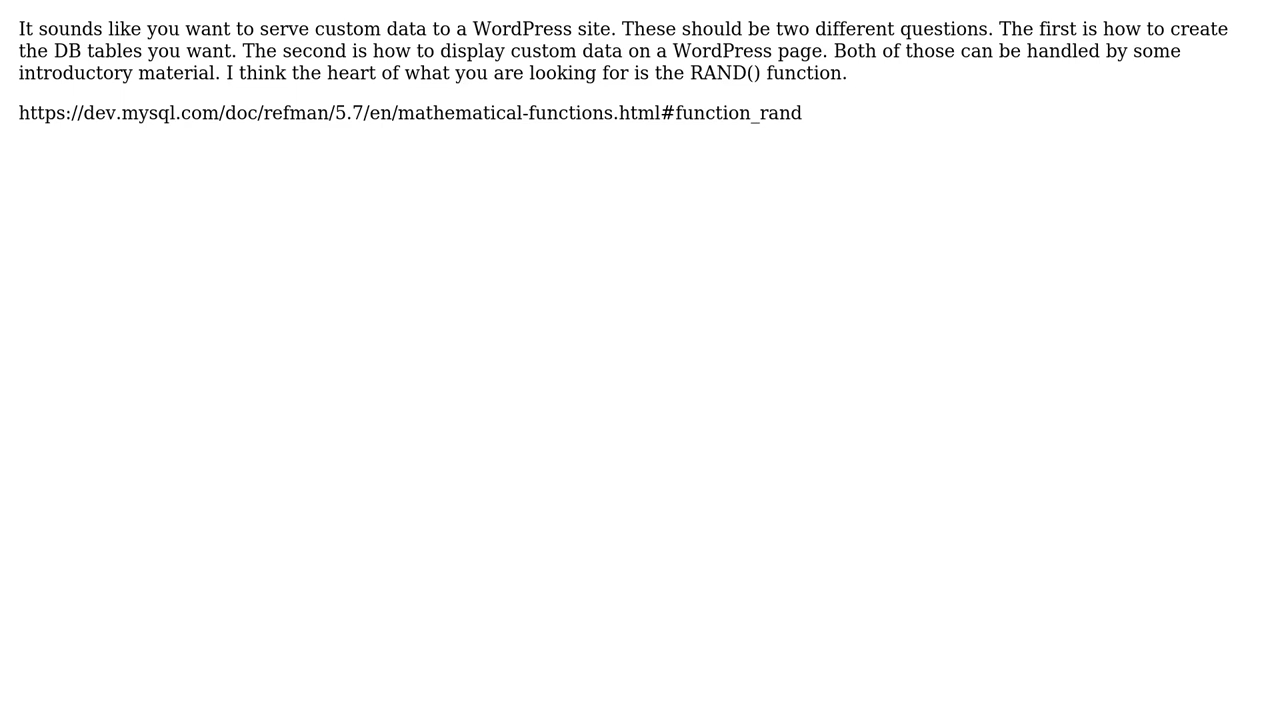 It sounds like you want to serve custom data to a WordPress site. These should be two different questions. The first is how to create
the DB tables you want. The second is how to display custom data on a WordPress page. Both of those can be handled by some
introductory material. I think the heart of what you are looking for is the RAND() function.
https://dev.mysql.com/doc/refman/5.7/en/mathematical-functions.html#function_rand